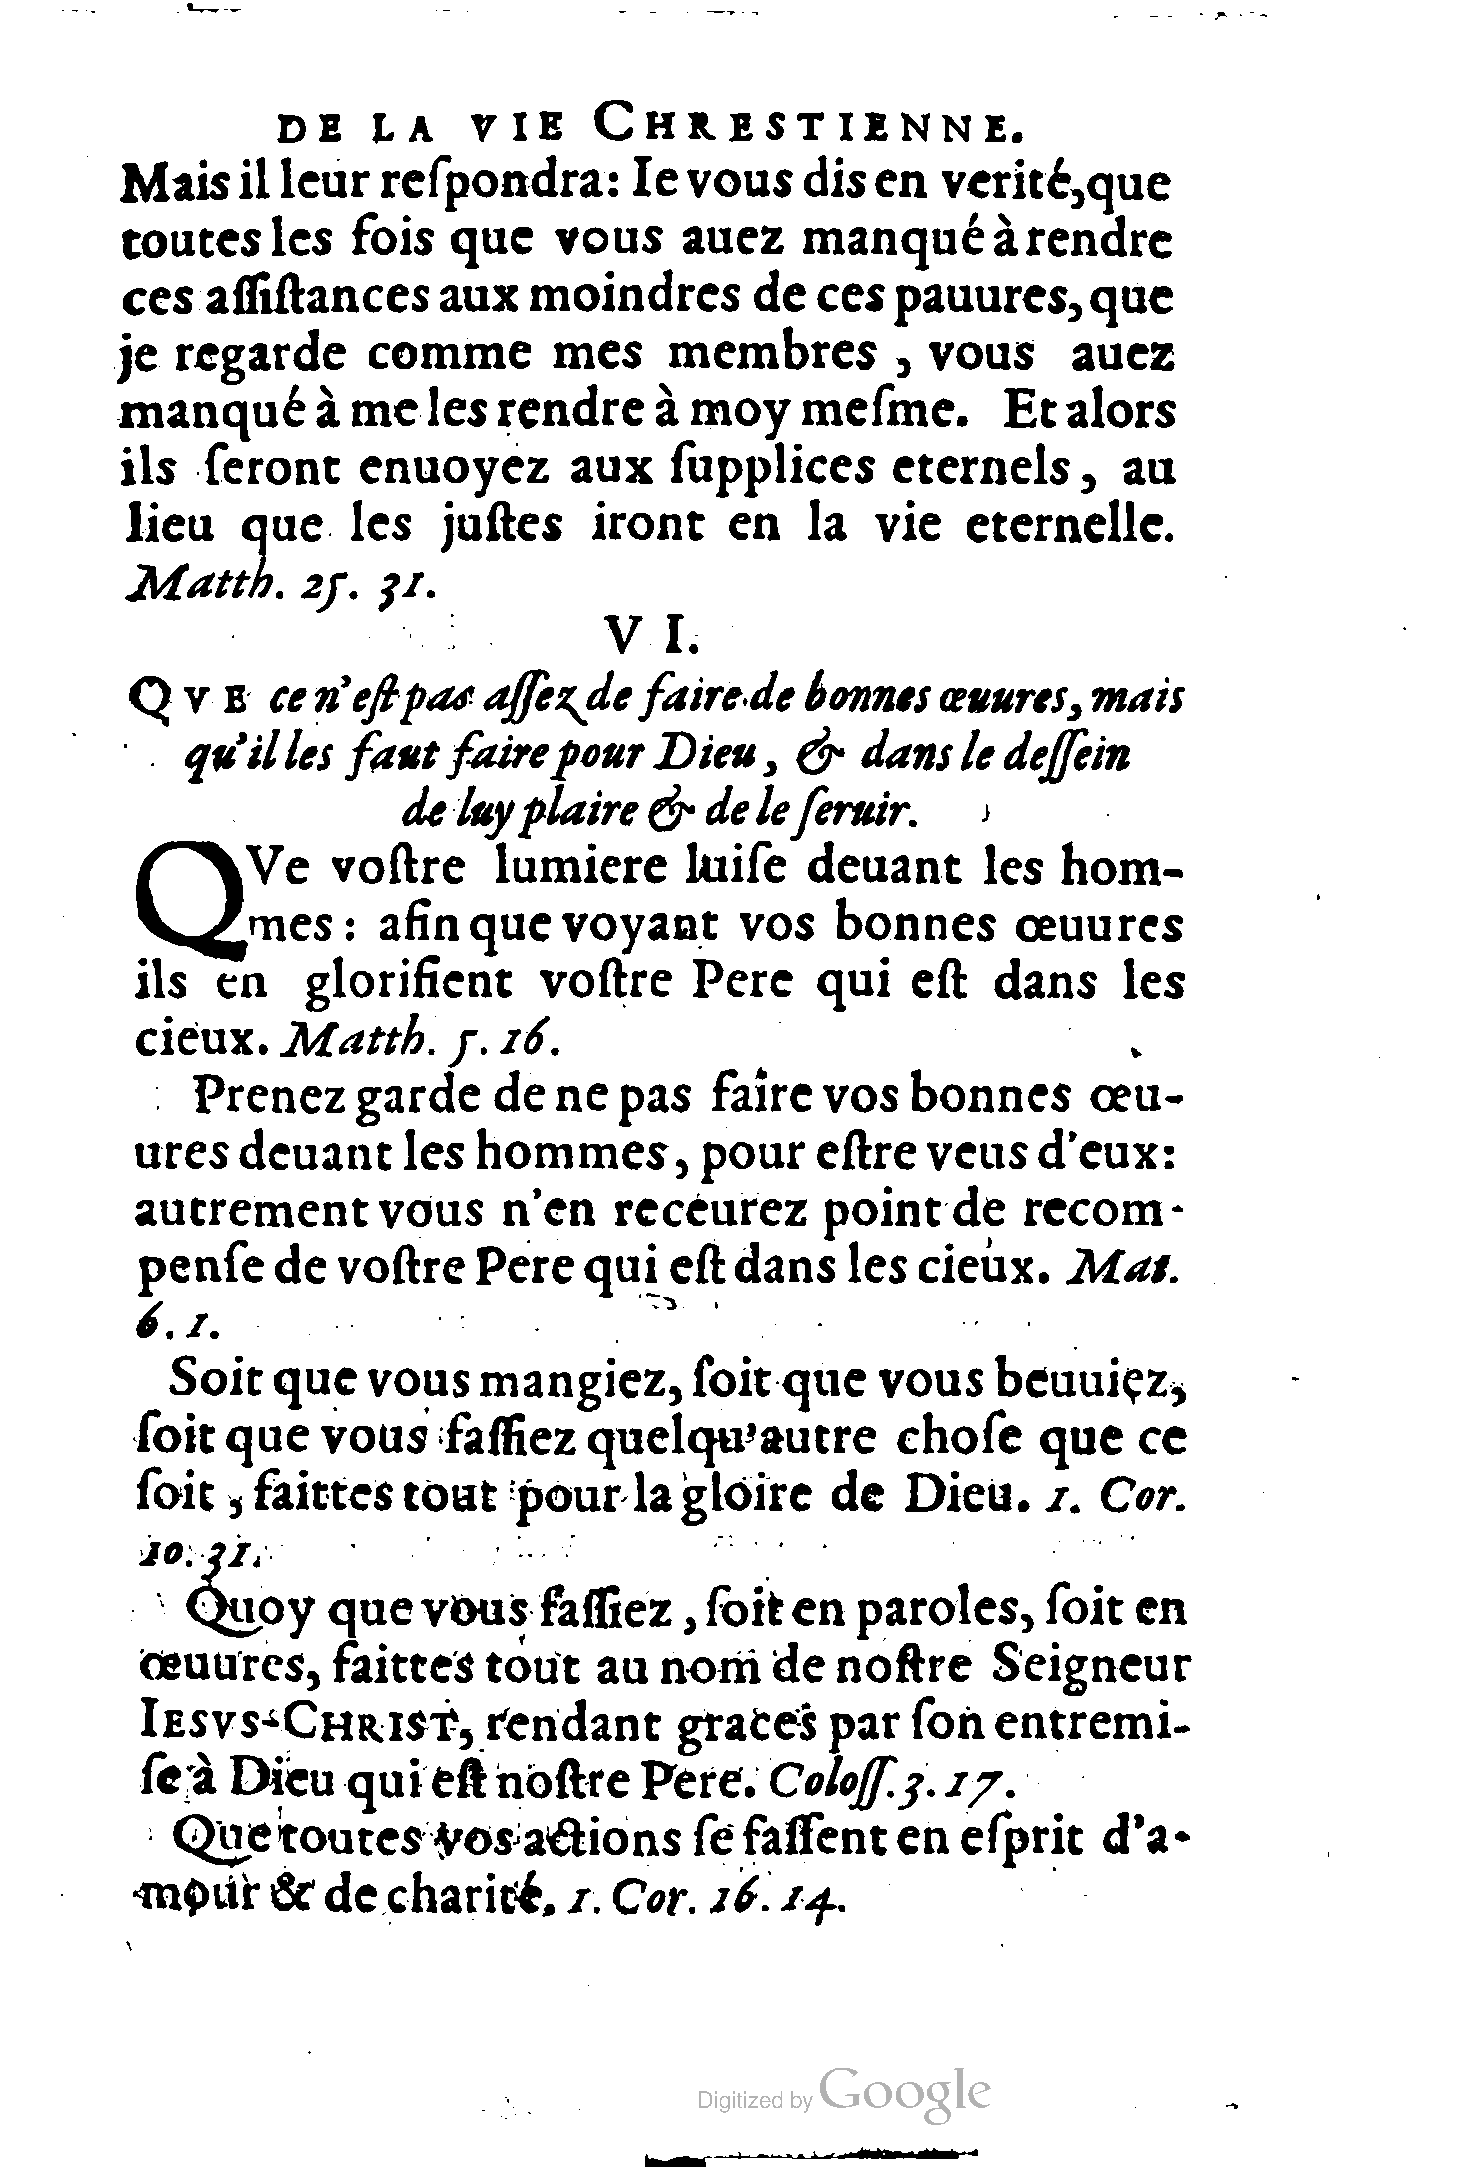 DE LA VIE CHRESTIENNE.
Mais il leur reſpondra: Ie vous dis en verité, que
toutes les fois que vous auez manqué à rendre
ces aſſiſtances aux moindres de ces pauures, que
je regarde comme mes membres , vous auez
manqué à me les rendre à moy meſme. Et alors
ils ſeront enuoyez aux ſupplices eternels, au
lieu que les juſtes iront en la vie eternelle.
Matth. 25. 31.
VI.
QVE ce n'eſt pas aſſez de faire de bonnes œuures, mais
qu'il les faut faire pour Dieu, & dans le deſſein
de luy plaire & de le ſeruir.
QVe voſtre lumiere luiſe deuant les hom-
mes: afin que voyant vos bonnes œuures
ils en glorifient voſtre Pere qui eſt dans les
cieux. Matth. 5. 16.
Prenez garde de ne pas faire vos bonnes œu-
ures deuant les hommes, pour eſtre veus d'eux:
autrement vous n'en receurez point de recom-
penſe de voſtre Pere qui eſt dans les cieux. Mat.
6. 1.
Soit que vous mangiez, ſoit que vous beuuiez,
ſoit que vous faſſiez quelqu'autre choſe que ce
ſoit, faittes tout pour la gloire de Dieu. 1. Cor.
10. 31.
Quoy que vous faſſiez, ſoit en paroles, ſoit en
œuures, faittes tout au nom de noſtre Seigneur
IESVS-CHRIST, rendant graces par ſon entremi-
ſe à Dieu qui eſt noſtre Pere. Coloſſ. 3. 17.
Que toutes vos actions ſe faſſent en eſprit d'a-
mour & de charité. 1. Cor. 16. 14.
Digitized by Google